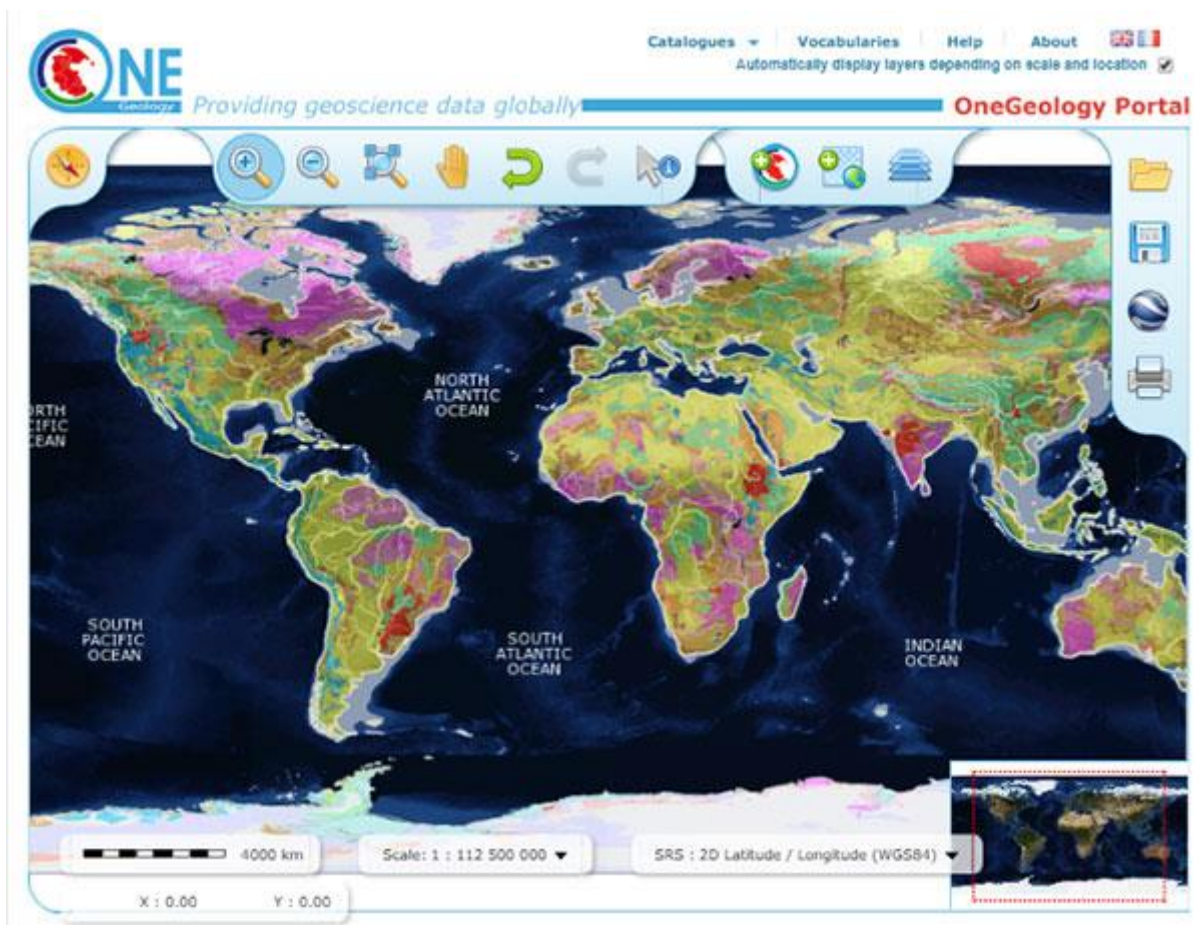 Catalogues Vocabularies Help About
Automatically display layers depending on scale and location
ONE
Geology
Providing geoscience data globally
OneGeology Portal
NORTH
ATLANTIC
OCEAN
ORTH
CIFIC
CEAN
SOUTH
PACIFIC
OCEAN
SOUTH
ATLANTIC
OCEAN
INDIAN
OCEAN
4000 km
Scale: 1 : 112 500 000
SRS : 2D Latitude / Longitude (WGS84)
X : 0.00 Y : 0.00